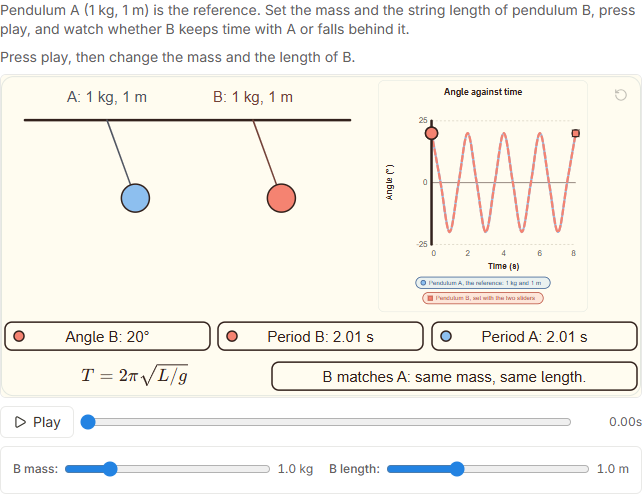 Pendulum A (1 kg, 1 m) is the reference. Set the mass and the string length of pendulum B, press
play, and watch whether B keeps time with A or falls behind it.
Press play, then change the mass and the length of B.
A: 1 kg, 1 m
B: 1 kg, 1 m
Angle against time
25
0
-25
Angle (°)
0 2 4 6 8
Time (s)
Pendulum A, the reference: 1 kg and 1 m
Pendulum B, set with the two sliders
Angle B: 20°
Period B: 2.01 s
Period A: 2.01 s
T = 2π√L/g
B matches A: same mass, same length.
Play
0.00s
B mass: 1.0 kg
B length: 1.0 m